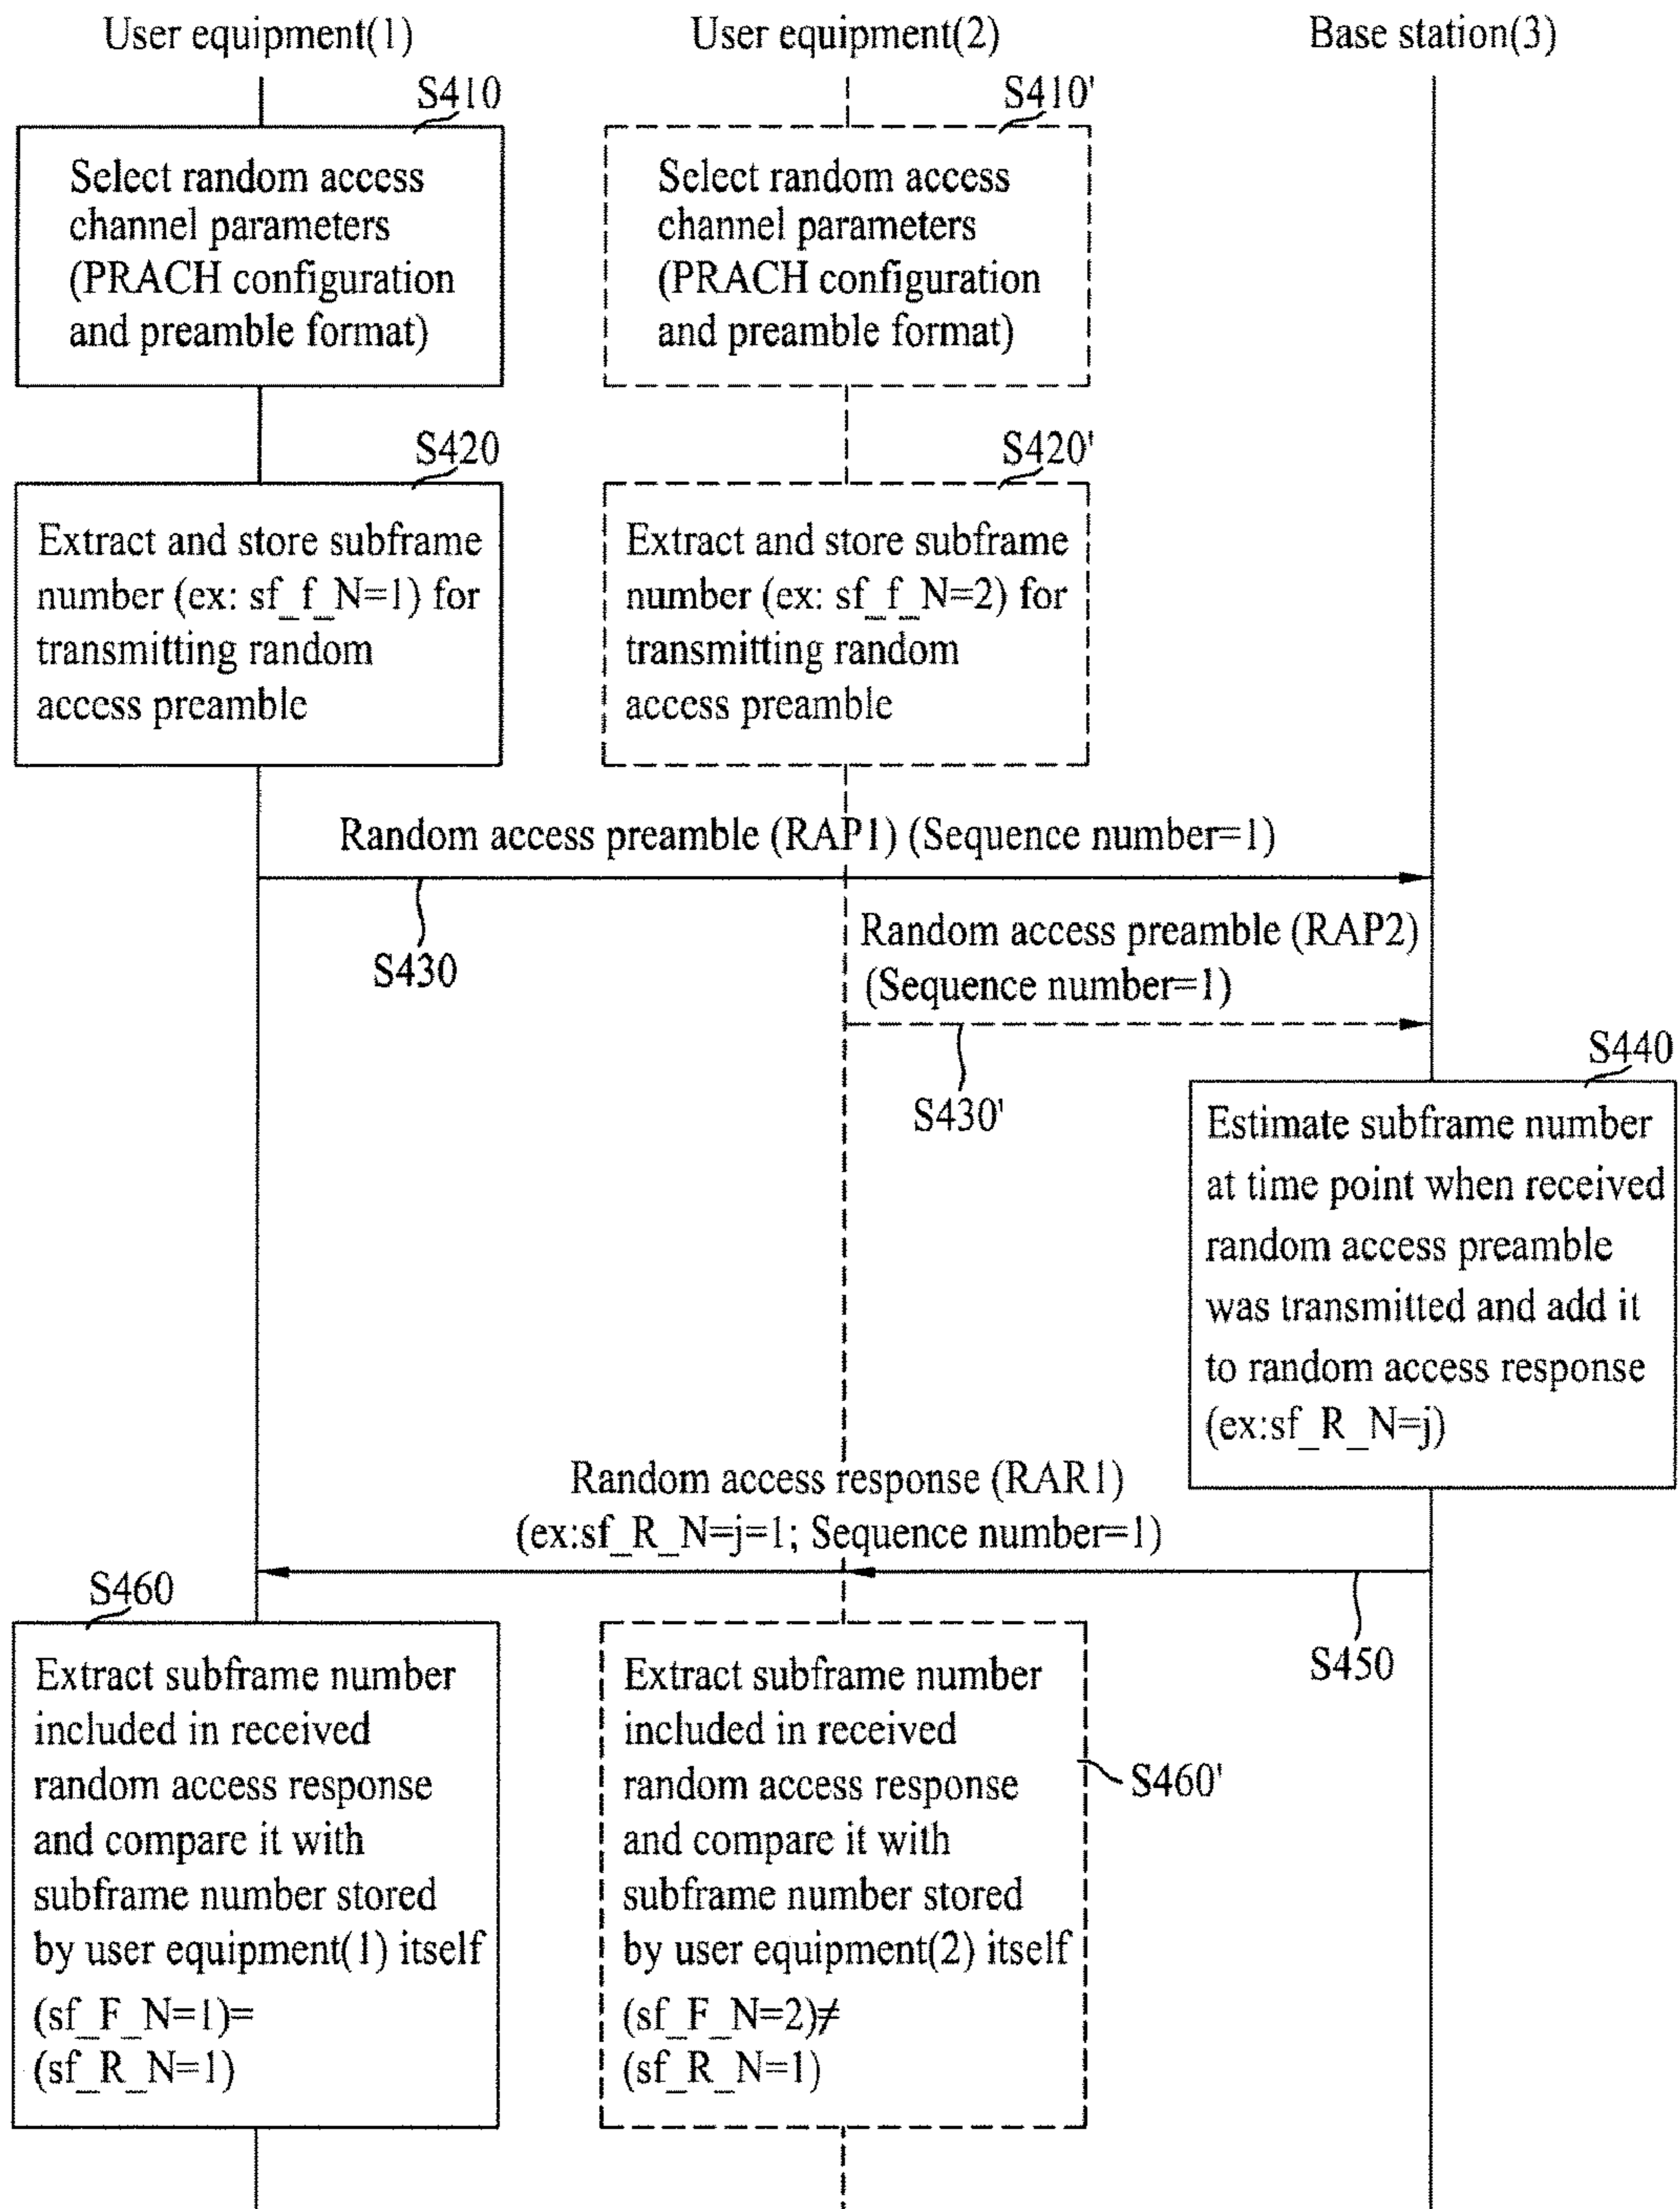 User equipment(1)
User equipment(2)
Base station(3)
S410
S410'
Select random access
channel parameters
(PRACH configuration
and preamble format)
Select random access
channel parameters
(PRACH configuration
and preamble format)
S420
S420'
Extract and store subframe
number (ex: sf_f_N=1) for
transmitting random
access preamble
Extract and store subframe
number (ex: sf_f_N=2) for
transmitting random
access preamble
Random access preamble (RAP1) (Sequence number=1)
S430
Random access preamble (RAP2)
(Sequence number=1)
S430'
S440
Estimate subframe number
at time point when received
random access preamble
was transmitted and add it
to random access response
(ex:sf_R_N=j)
Random access response (RAR1)
(ex:sf_R_N=j=1; Sequence number=1)
S450
S460
Extract subframe number
included in received
random access response
and compare it with
subframe number stored
by user equipment(1) itself
(sf_F_N=1)=
(sf_R_N=1)
Extract subframe number
included in received
random access response
and compare it with
subframe number stored
by user equipment(2) itself
(sf_F_N=2)≠
(sf_R_N=1)
S460'